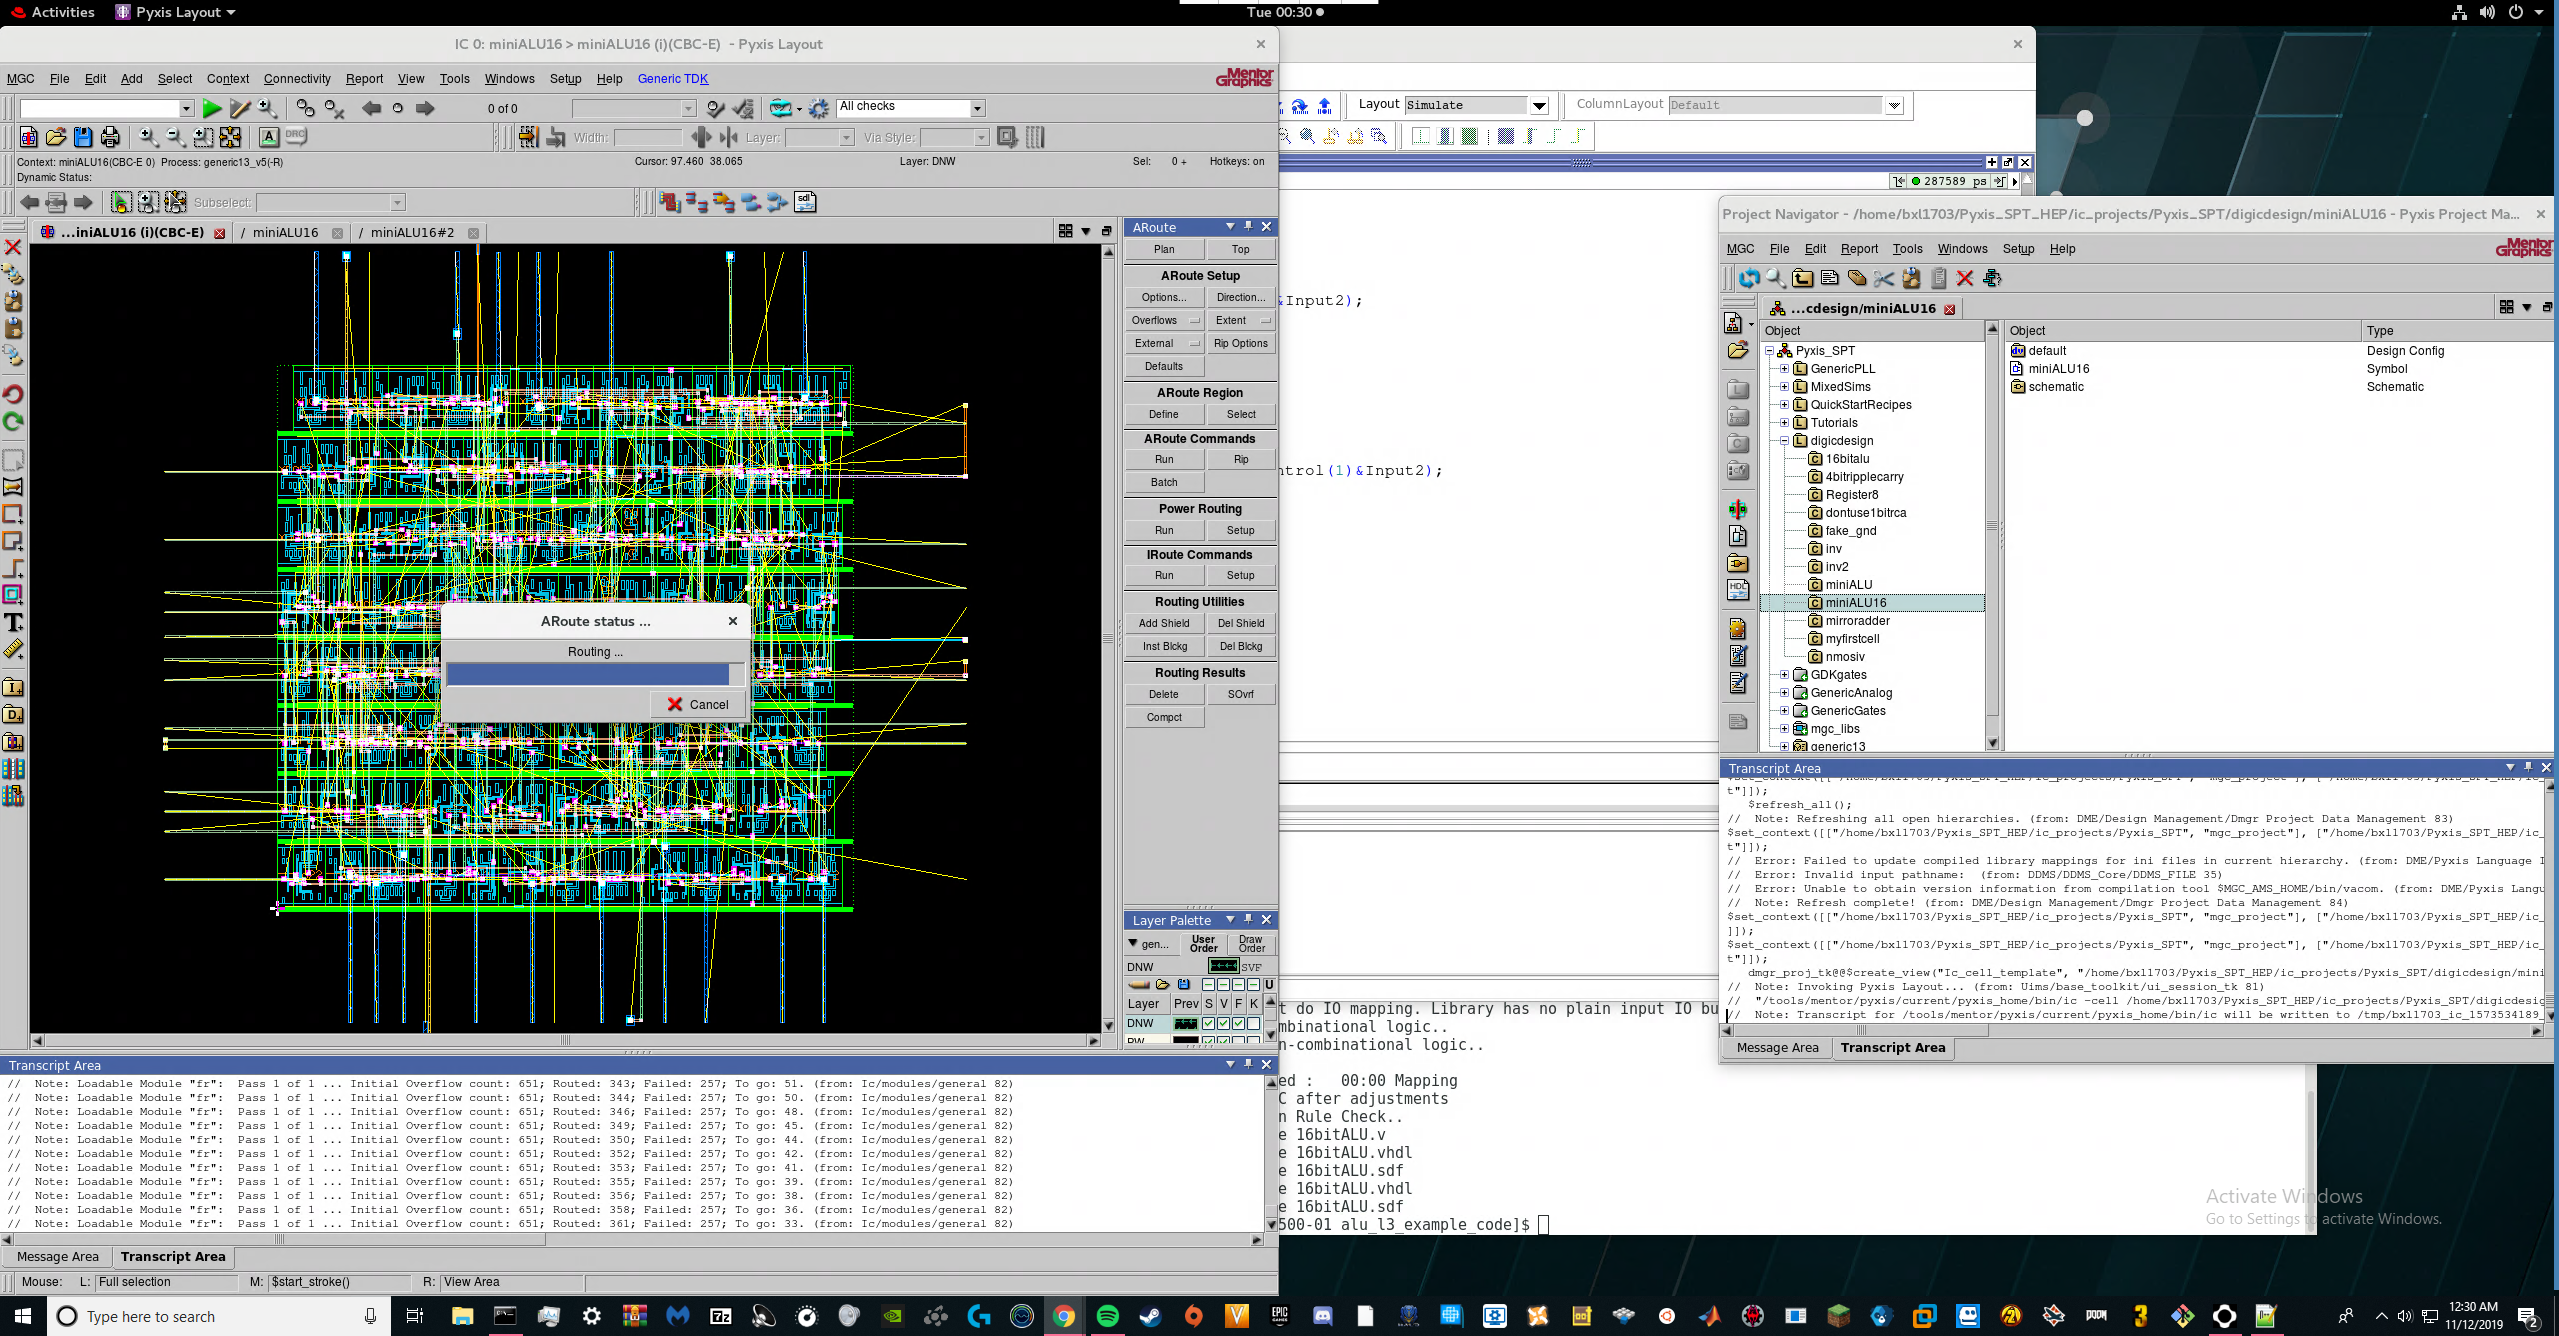 Activities
Pyxis Layout
Tue 00:30
IC 0: miniALU16 > miniALU16 (i)(CBC-E) - Pyxis Layout
MGC File Edit Add Select Context Connectivity Report View Tools Windows Setup Help Generic TDK
Mentor Graphics
0 of 0
All checks
Width:
Layer:
Via Style:
Context: miniALU16(CBC-E 0) Process: generic13_v5(-R)
Cursor: 97.460 38.065
Layer: DNW
Sel: 0 +
Hotkeys: on
Dynamic Status:
Subselect:
...iniALU16 (i)(CBC-E)
miniALU16
miniALU16#2
ARoute
Plan Top
ARoute Setup
Options... Direction...
Overflows Extent
External Rip Options
Defaults
ARoute Region
Define Select
ARoute Commands
Run Rip
Batch
Power Routing
Run Setup
IRoute Commands
Run Setup
Routing Utilities
Add Shield Del Shield
Inst Blckg Del Blckg
Routing Results
Delete SOvrf
Compct
ARoute status ...
Routing ...
Cancel
Layer Palette
gen...
User Order
Draw Order
DNW SVF
Layer Prev S V F K
DNW
Transcript Area
// Note: Loadable Module "fr": Pass 1 of 1 ... Initial Overflow count: 651; Routed: 343; Failed: 257; To go: 51. (from: Ic/modules/general 82)
// Note: Loadable Module "fr": Pass 1 of 1 ... Initial Overflow count: 651; Routed: 344; Failed: 257; To go: 50. (from: Ic/modules/general 82)
// Note: Loadable Module "fr": Pass 1 of 1 ... Initial Overflow count: 651; Routed: 346; Failed: 257; To go: 48. (from: Ic/modules/general 82)
// Note: Loadable Module "fr": Pass 1 of 1 ... Initial Overflow count: 651; Routed: 349; Failed: 257; To go: 45. (from: Ic/modules/general 82)
// Note: Loadable Module "fr": Pass 1 of 1 ... Initial Overflow count: 651; Routed: 350; Failed: 257; To go: 44. (from: Ic/modules/general 82)
// Note: Loadable Module "fr": Pass 1 of 1 ... Initial Overflow count: 651; Routed: 352; Failed: 257; To go: 42. (from: Ic/modules/general 82)
// Note: Loadable Module "fr": Pass 1 of 1 ... Initial Overflow count: 651; Routed: 353; Failed: 257; To go: 41. (from: Ic/modules/general 82)
// Note: Loadable Module "fr": Pass 1 of 1 ... Initial Overflow count: 651; Routed: 355; Failed: 257; To go: 39. (from: Ic/modules/general 82)
// Note: Loadable Module "fr": Pass 1 of 1 ... Initial Overflow count: 651; Routed: 356; Failed: 257; To go: 38. (from: Ic/modules/general 82)
// Note: Loadable Module "fr": Pass 1 of 1 ... Initial Overflow count: 651; Routed: 358; Failed: 257; To go: 36. (from: Ic/modules/general 82)
// Note: Loadable Module "fr": Pass 1 of 1 ... Initial Overflow count: 651; Routed: 361; Failed: 257; To go: 33. (from: Ic/modules/general 82)
Message Area Transcript Area
Mouse: L: Full selection M: $start_stroke() R: View Area
Layout Simulate
ColumnLayout Default
287589 ps
&Input2);
ntrol(1)&Input2);
t do IO mapping. Library has no plain input IO bu
mbinational logic..
n-combinational logic..
ed : 00:00 Mapping
C after adjustments
n Rule Check..
e 16bitALU.v
e 16bitALU.vhdl
e 16bitALU.sdf
e 16bitALU.vhdl
e 16bitALU.sdf
500-01 alu_l3_example_code]$
Project Navigator - /home/bxl1703/Pyxis_SPT_HEP/ic_projects/Pyxis_SPT/digicdesign/miniALU16 - Pyxis Project Ma...
MGC File Edit Report Tools Windows Setup Help
Mentor Graphics
...cdesign/miniALU16
Object
Pyxis_SPT
GenericPLL
MixedSims
QuickStartRecipes
Tutorials
digicdesign
16bitalu
4bitripplecarry
Register8
dontuse1bitrca
fake_gnd
inv
inv2
miniALU
miniALU16
mirroradder
myfirstcell
nmosiv
GDKgates
GenericAnalog
GenericGates
mgc_libs
generic13
Object Type
default Design Config
miniALU16 Symbol
schematic Schematic
Transcript Area
t"]]);
$refresh_all();
// Note: Refreshing all open hierarchies. (from: DME/Design Management/Dmgr Project Data Management 83)
$set_context([["/home/bxl1703/Pyxis_SPT_HEP/ic_projects/Pyxis_SPT", "mgc_project"], ["/home/bxl1703/Pyxis_SPT_HEP/ic_
t"]]);
// Error: Failed to update compiled library mappings for ini files in current hierarchy. (from: DME/Pyxis Language I
// Error: Invalid input pathname: (from: DDMS/DDMS_Core/DDMS_FILE 35)
// Error: Unable to obtain version information from compilation tool $MGC_AMS_HOME/bin/vacom. (from: DME/Pyxis Langu
// Note: Refresh complete! (from: DME/Design Management/Dmgr Project Data Management 84)
$set_context([["/home/bxl1703/Pyxis_SPT_HEP/ic_projects/Pyxis_SPT", "mgc_project"], ["/home/bxl1703/Pyxis_SPT_HEP/ic_
]]);
$set_context([["/home/bxl1703/Pyxis_SPT_HEP/ic_projects/Pyxis_SPT", "mgc_project"], ["/home/bxl1703/Pyxis_SPT_HEP/ic_
t"]]);
dmgr_proj_tk@@$create_view("Ic_cell_template", "/home/bxl1703/Pyxis_SPT_HEP/ic_projects/Pyxis_SPT/digicdesign/mini
// Note: Invoking Pyxis Layout... (from: Uims/base_toolkit/ui_session_tk 81)
// "/tools/mentor/pyxis/current/pyxis_home/bin/ic -cell /home/bxl1703/Pyxis_SPT_HEP/ic_projects/Pyxis_SPT/digicdesig
// Note: Transcript for /tools/mentor/pyxis/current/pyxis_home/bin/ic will be written to /tmp/bxl1703_ic_1573534189_
Message Area Transcript Area
Activate Windows
Go to Settings to activate Windows.
Type here to search
12:30 AM
11/12/2019